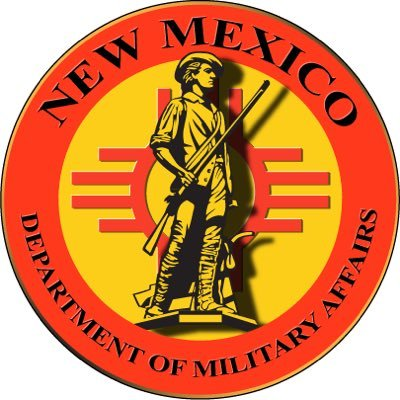 NEW MEXICO
DEPARTMENT OF MILITARY AFFAIRS